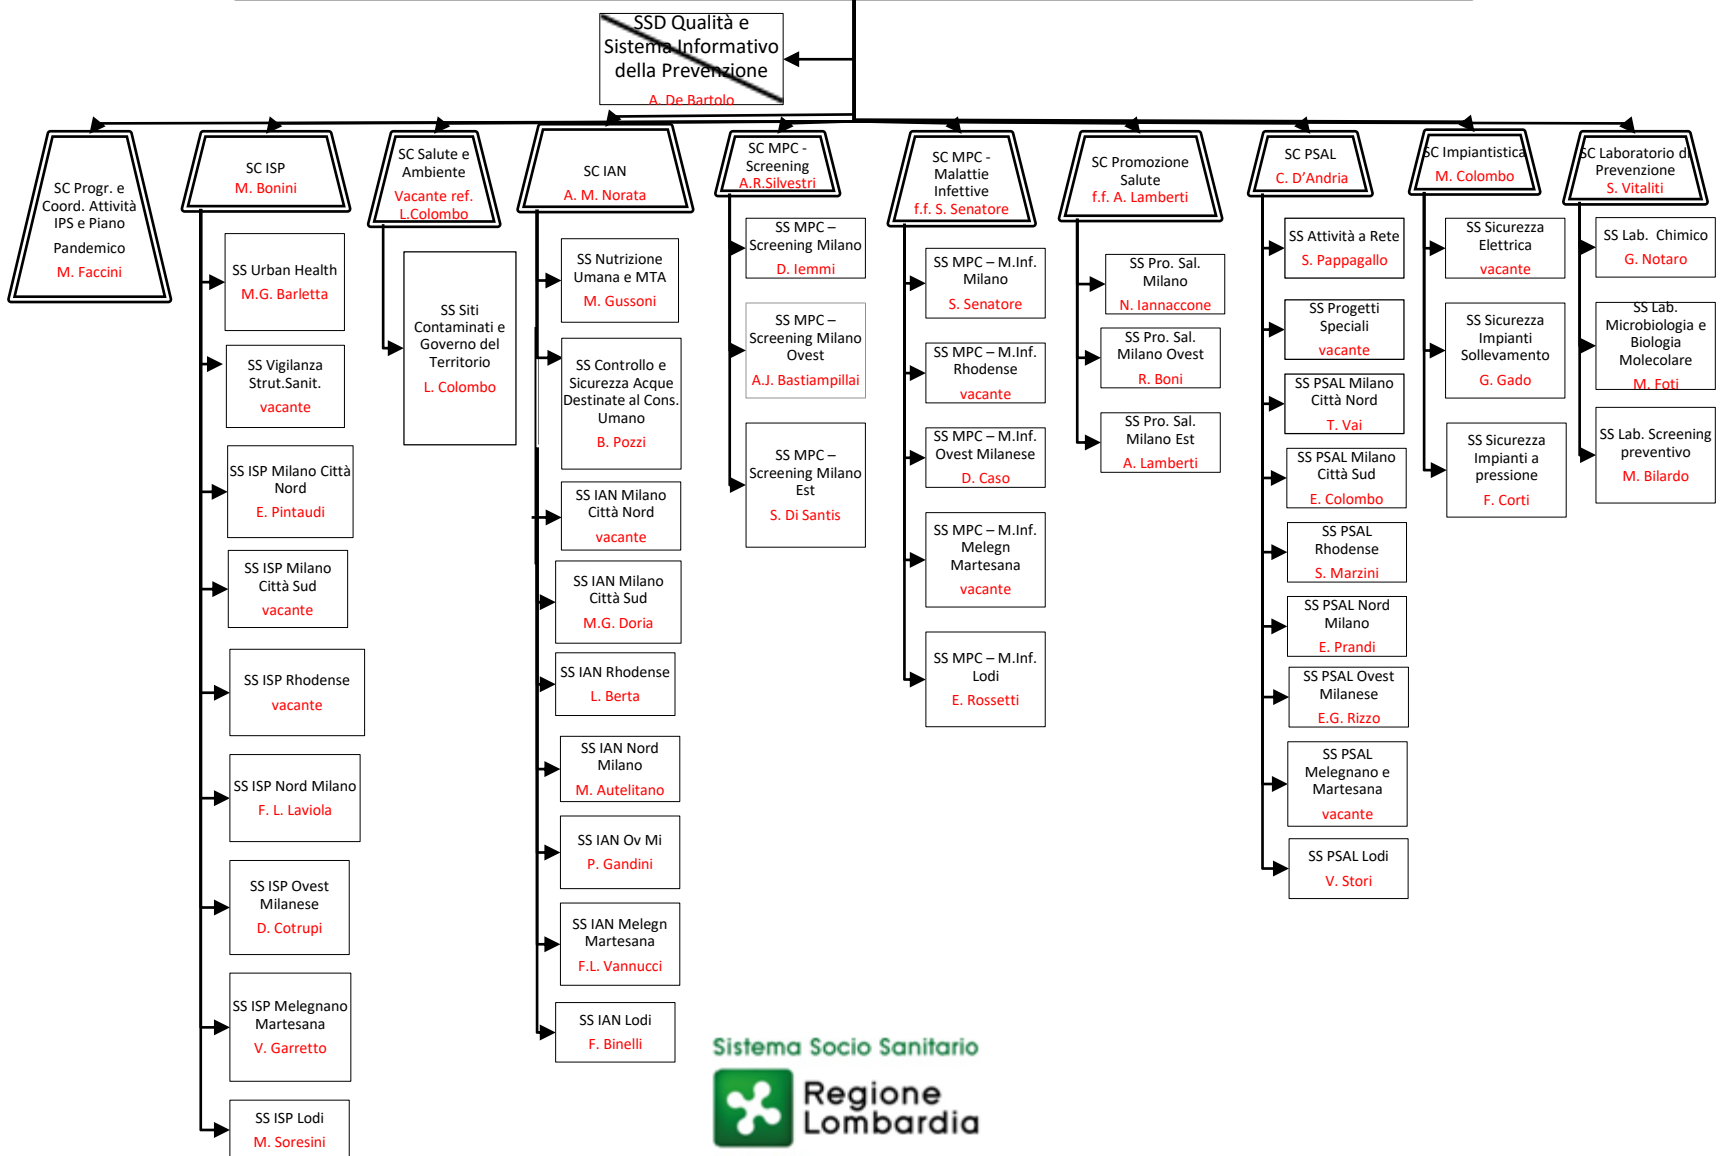 SSD Qualità e
Sistema Informativo
della Prevenzione
A. De Bartolo
SC Progr. e
Coord. Attività
IPS e Piano
Pandemico
M. Faccini
SC ISP
M. Bonini
SS Urban Health
M.G. Barletta
SS Vigilanza
Strut.Sanit.
vacante
SS ISP Milano Città
Nord
E. Pintaudi
SS ISP Milano
Città Sud
vacante
SS ISP Rhodense
vacante
SS ISP Nord Milano
F. L. Laviola
SS ISP Ovest
Milanese
D. Cotrupi
SS ISP Melegnano
Martesana
V. Garretto
SS ISP Lodi
M. Soresini
SC Salute e
Ambiente
Vacante ref.
L.Colombo
SS Siti
Contaminati e
Governo del
Territorio
L. Colombo
SC IAN
A. M. Norata
SS Nutrizione
Umana e MTA
M. Gussoni
SS Controllo e
Sicurezza Acque
Destinate al Cons.
Umano
B. Pozzi
SS IAN Milano
Città Nord
vacante
SS IAN Milano
Città Sud
M.G. Doria
SS IAN Rhodense
L. Berta
SS IAN Nord
Milano
M. Autelitano
SS IAN Ov Mi
P. Gandini
SS IAN Melegn
Martesana
F.L. Vannucci
SS IAN Lodi
F. Binelli
SC MPC -
Screening
A.R.Silvestri
SS MPC –
Screening Milano
D. Iemmi
SS MPC –
Screening Milano
Ovest
A.J. Bastiampillai
SS MPC –
Screening Milano
Est
S. Di Santis
SC MPC -
Malattie
Infettive
f.f. S. Senatore
SS MPC – M.Inf.
Milano
S. Senatore
SS MPC – M.Inf.
Rhodense
vacante
SS MPC – M.Inf.
Ovest Milanese
D. Caso
SS MPC – M.Inf.
Melegn
Martesana
vacante
SS MPC – M.Inf.
Lodi
E. Rossetti
SC Promozione
Salute
f.f. A. Lamberti
SS Pro. Sal.
Milano
N. Iannaccone
SS Pro. Sal.
Milano Ovest
R. Boni
SS Pro. Sal.
Milano Est
A. Lamberti
SC PSAL
C. D’Andria
SS Attività a Rete
S. Pappagallo
SS Progetti
Speciali
vacante
SS PSAL Milano
Città Nord
T. Vai
SS PSAL Milano
Città Sud
E. Colombo
SS PSAL
Rhodense
S. Marzini
SS PSAL Nord
Milano
E. Prandi
SS PSAL Ovest
Milanese
E.G. Rizzo
SS PSAL
Melegnano e
Martesana
vacante
SS PSAL Lodi
V. Stori
SC Impiantistica
M. Colombo
SS Sicurezza
Elettrica
vacante
SS Sicurezza
Impianti
Sollevamento
G. Gado
SS Sicurezza
Impianti a
pressione
F. Corti
SC Laboratorio di
Prevenzione
S. Vitaliti
SS Lab. Chimico
G. Notaro
SS Lab.
Microbiologia e
Biologia
Molecolare
M. Foti
SS Lab. Screening
preventivo
M. Bilardo
Sistema Socio Sanitario
Regione
Lombardia